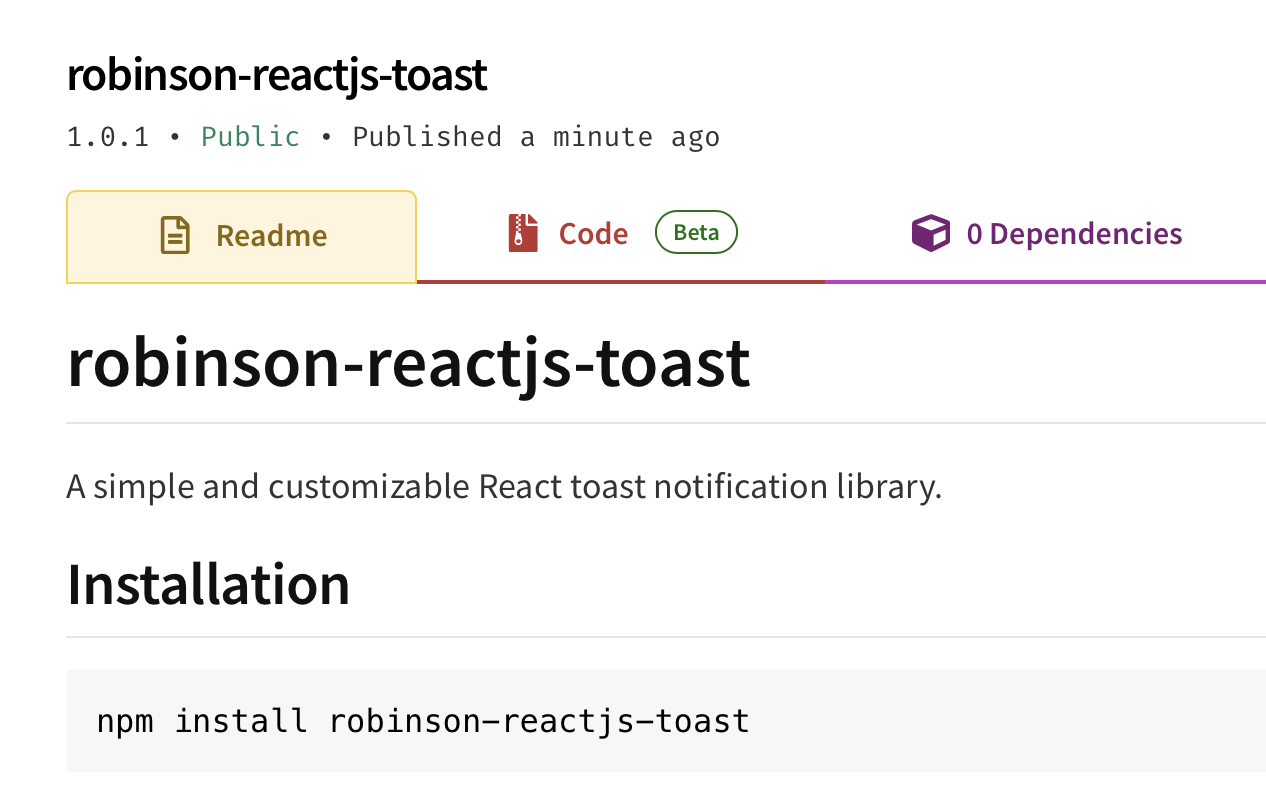 robinson-reactjs-toast
1.0.1 • Public • Published a minute ago
Readme
Code Beta
0 Dependencies
robinson-reactjs-toast
A simple and customizable React toast notification library.
Installation
npm install robinson-reactjs-toast